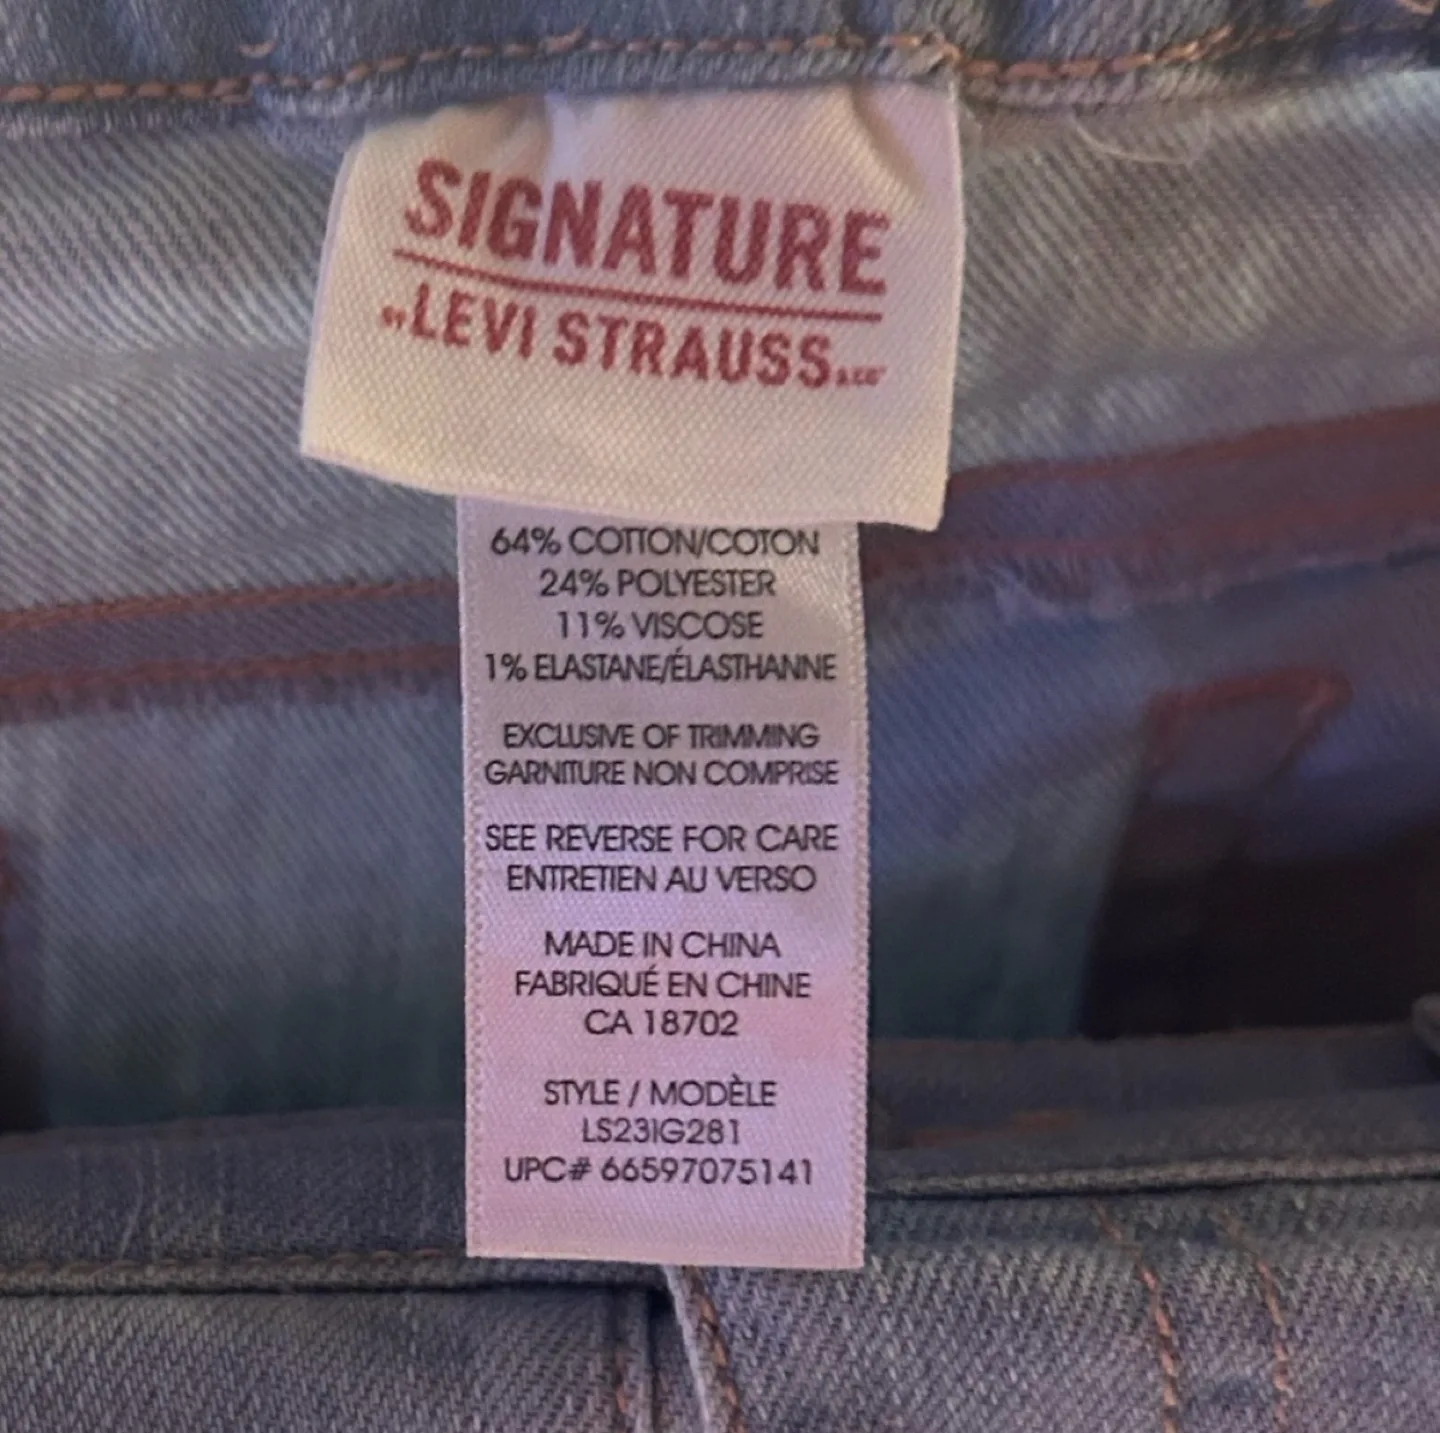 SIGNATURE
"LEVI STRAUSS & CO"
64% COTTON/COTON
24% POLYESTER
11% VISCOSE
1% ELASTANE/ÉLASTHANNE
EXCLUSIVE OF TRIMMING
GARNITURE NON COMPRISE
SEE REVERSE FOR CARE
ENTRETIEN AU VERSO
MADE IN CHINA
FABRIQUÉ EN CHINE
CA 18702
STYLE / MODÈLE
LS23IG281
UPC# 66597075141